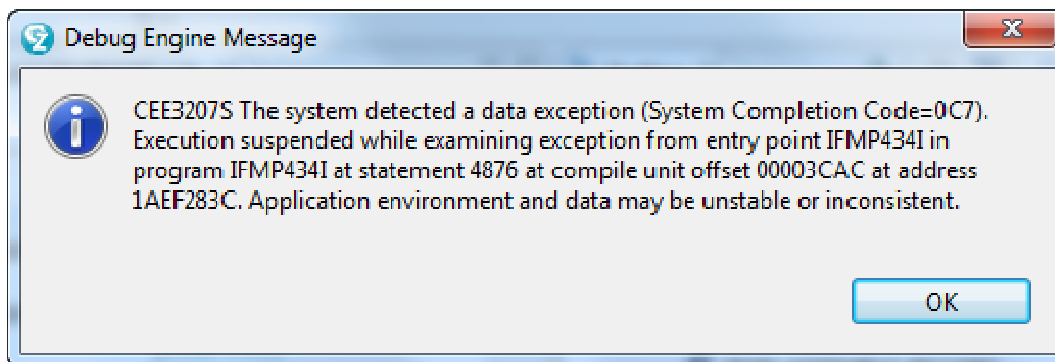 Debug Engine Message
CEE3207S The system detected a data exception (System Completion Code=0C7).
Execution suspended while examining exception from entry point IFMP434I in
program IFMP434I at statement 4876 at compile unit offset 00003CAC at address
1AEF283C. Application environment and data may be unstable or inconsistent.
OK